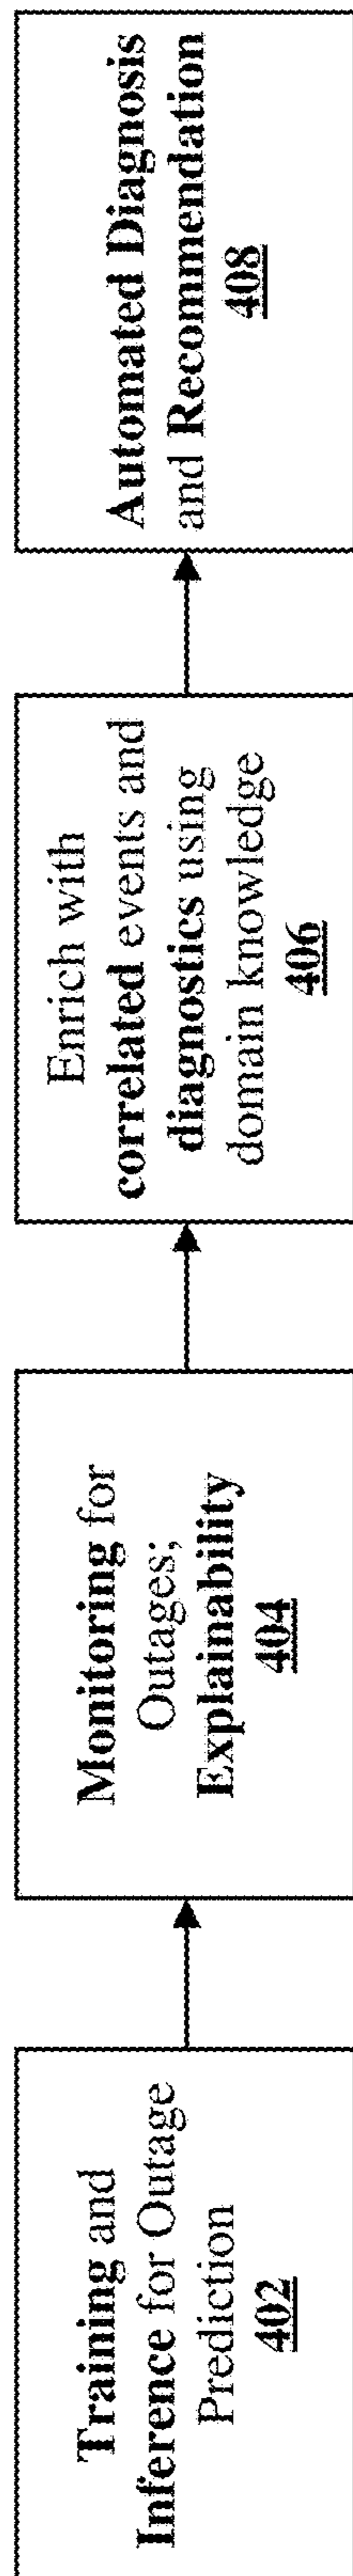 Training and
Inference for Outage
Prediction
402
Monitoring for
Outages;
Explainability
404
Enrich with
correlated events and
diagnostics using
domain knowledge
406
Automated Diagnosis
and Recommendation
408